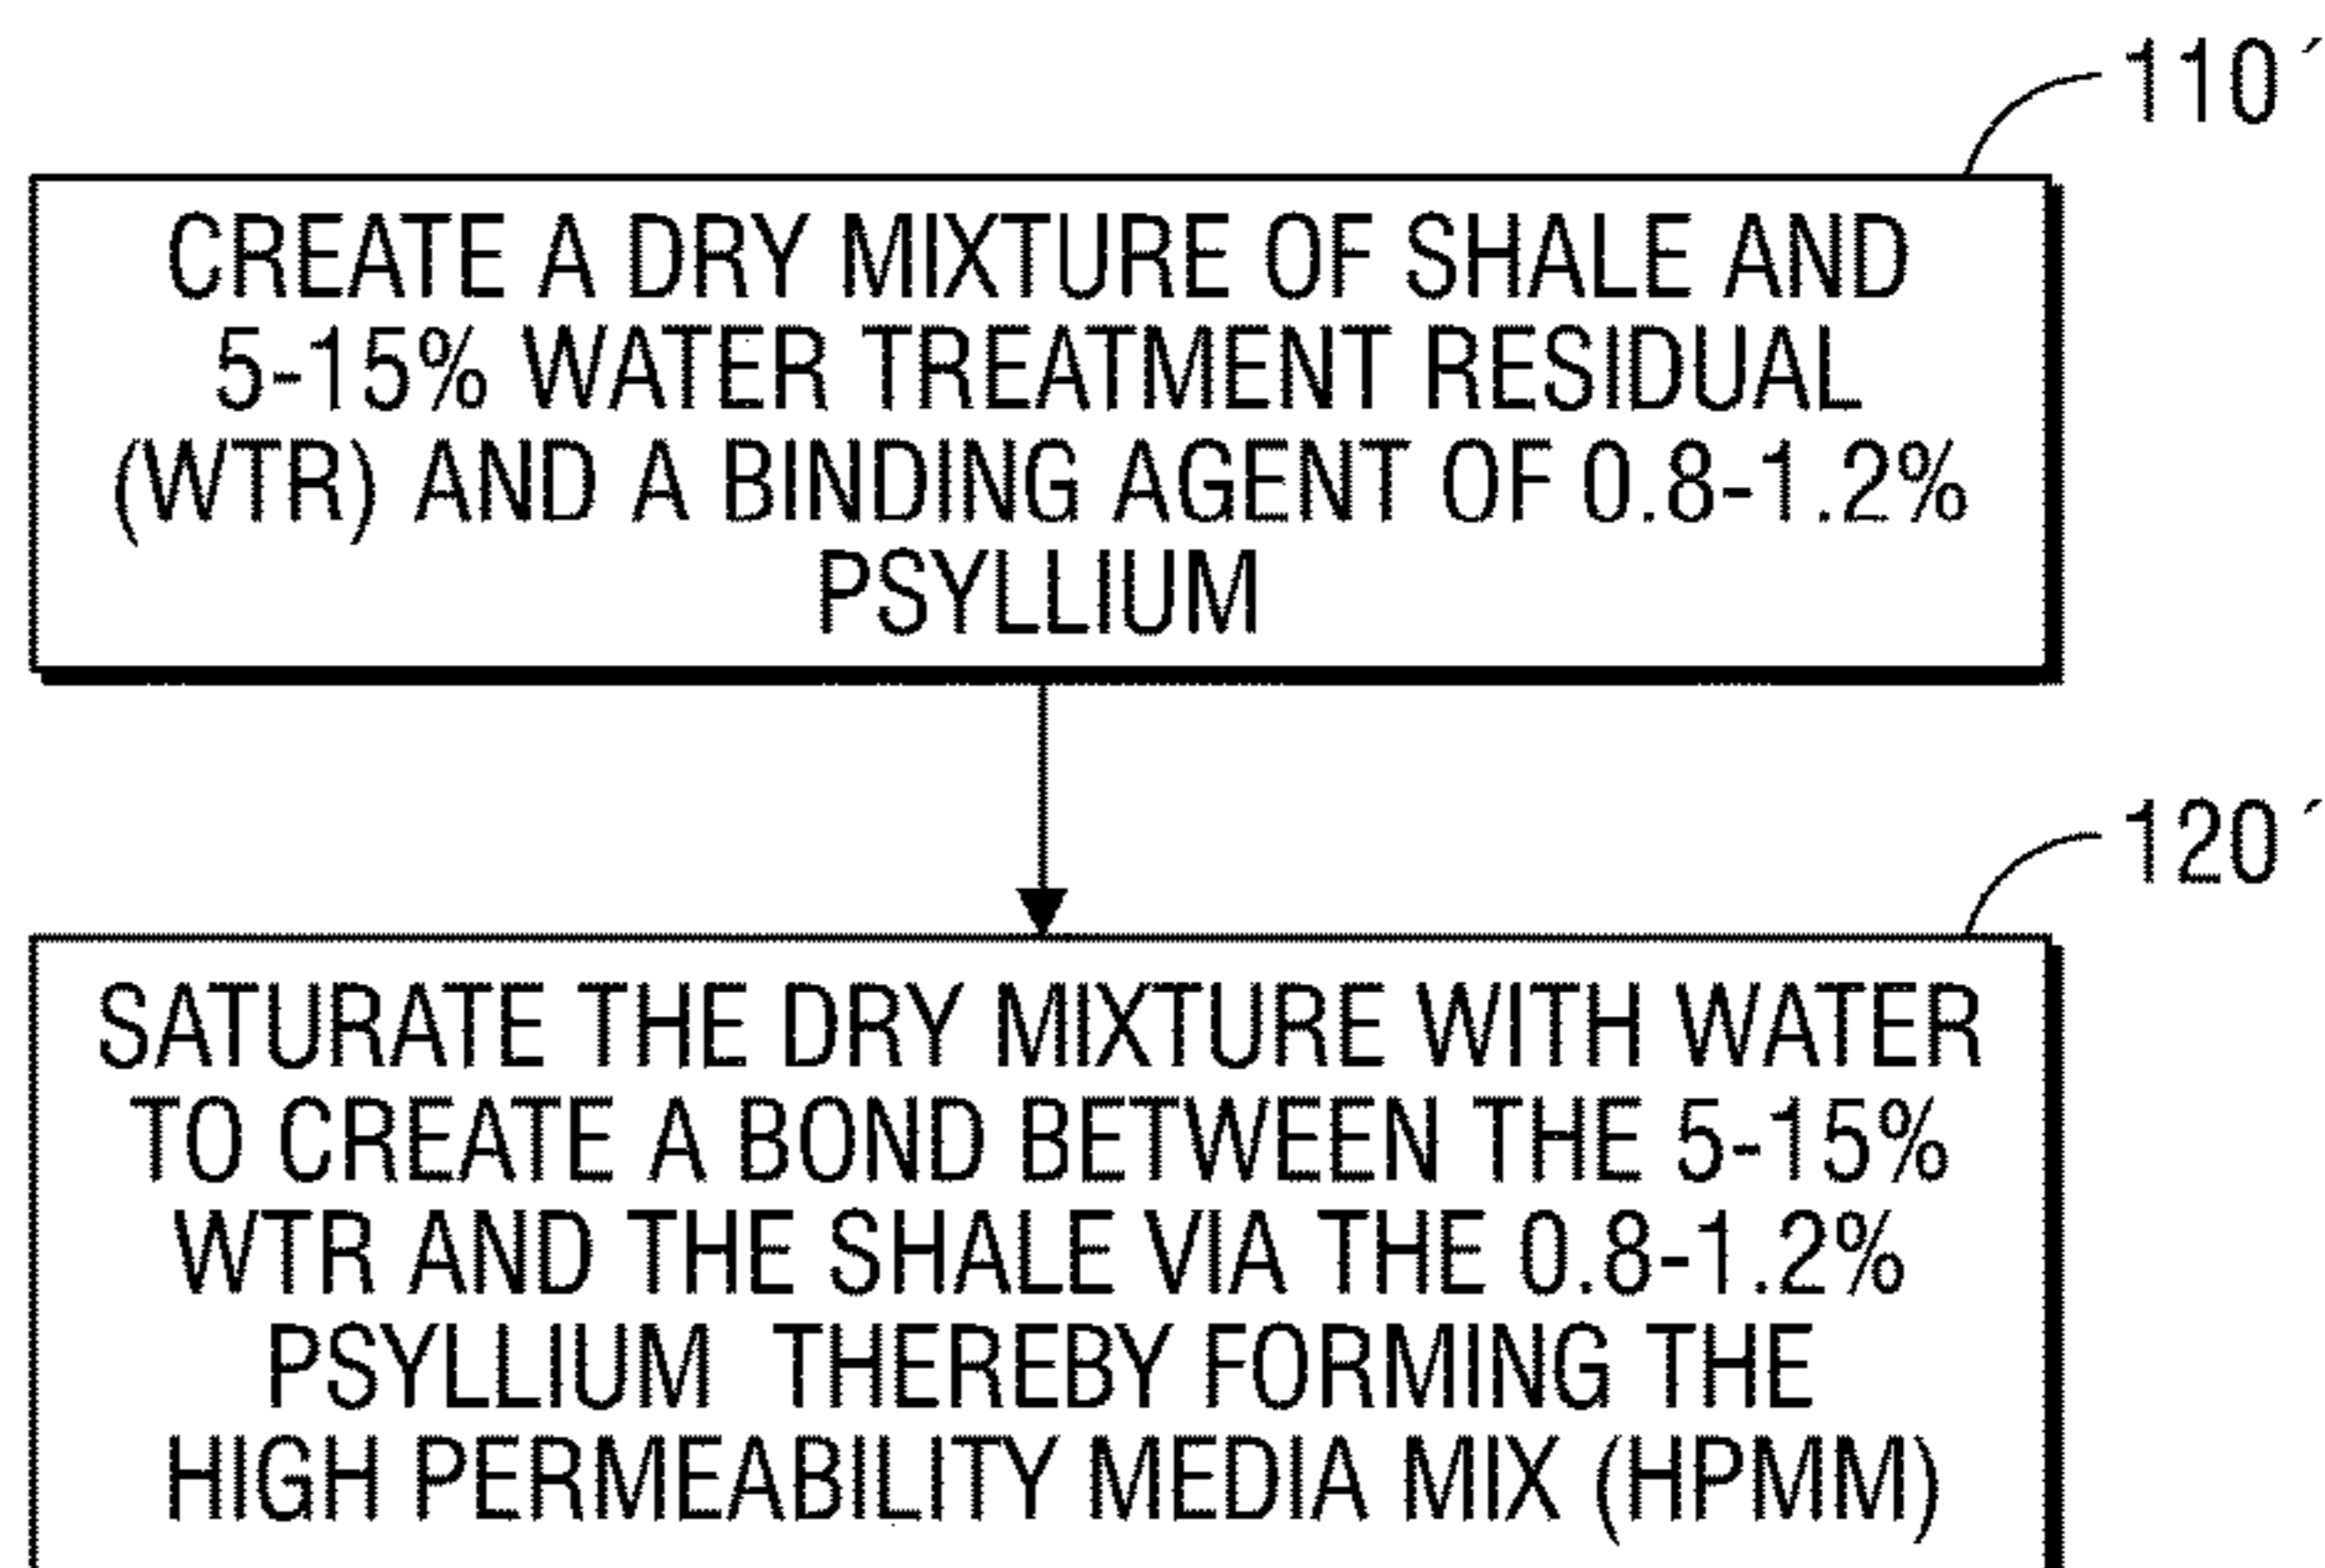 110´
CREATE A DRY MIXTURE OF SHALE AND
5-15% WATER TREATMENT RESIDUAL
(WTR) AND A BINDING AGENT OF 0.8-1.2%
PSYLLIUM
120´
SATURATE THE DRY MIXTURE WITH WATER
TO CREATE A BOND BETWEEN THE 5-15%
WTR AND THE SHALE VIA THE 0.8-1.2%
PSYLLIUM THEREBY FORMING THE
HIGH PERMEABILITY MEDIA MIX (HPMM)